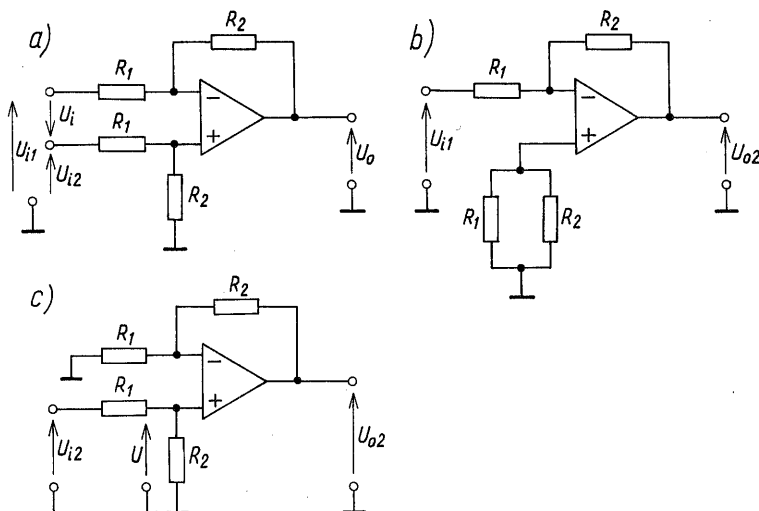 a)
R2
R1
−
Ui
R1
+
Ui1
Ui2
Uo
R2
b)
R2
R1
−
+
Ui1
Uo2
R1
R2
c)
R2
R1
−
R1
+
Ui2
U
R2
Uo2